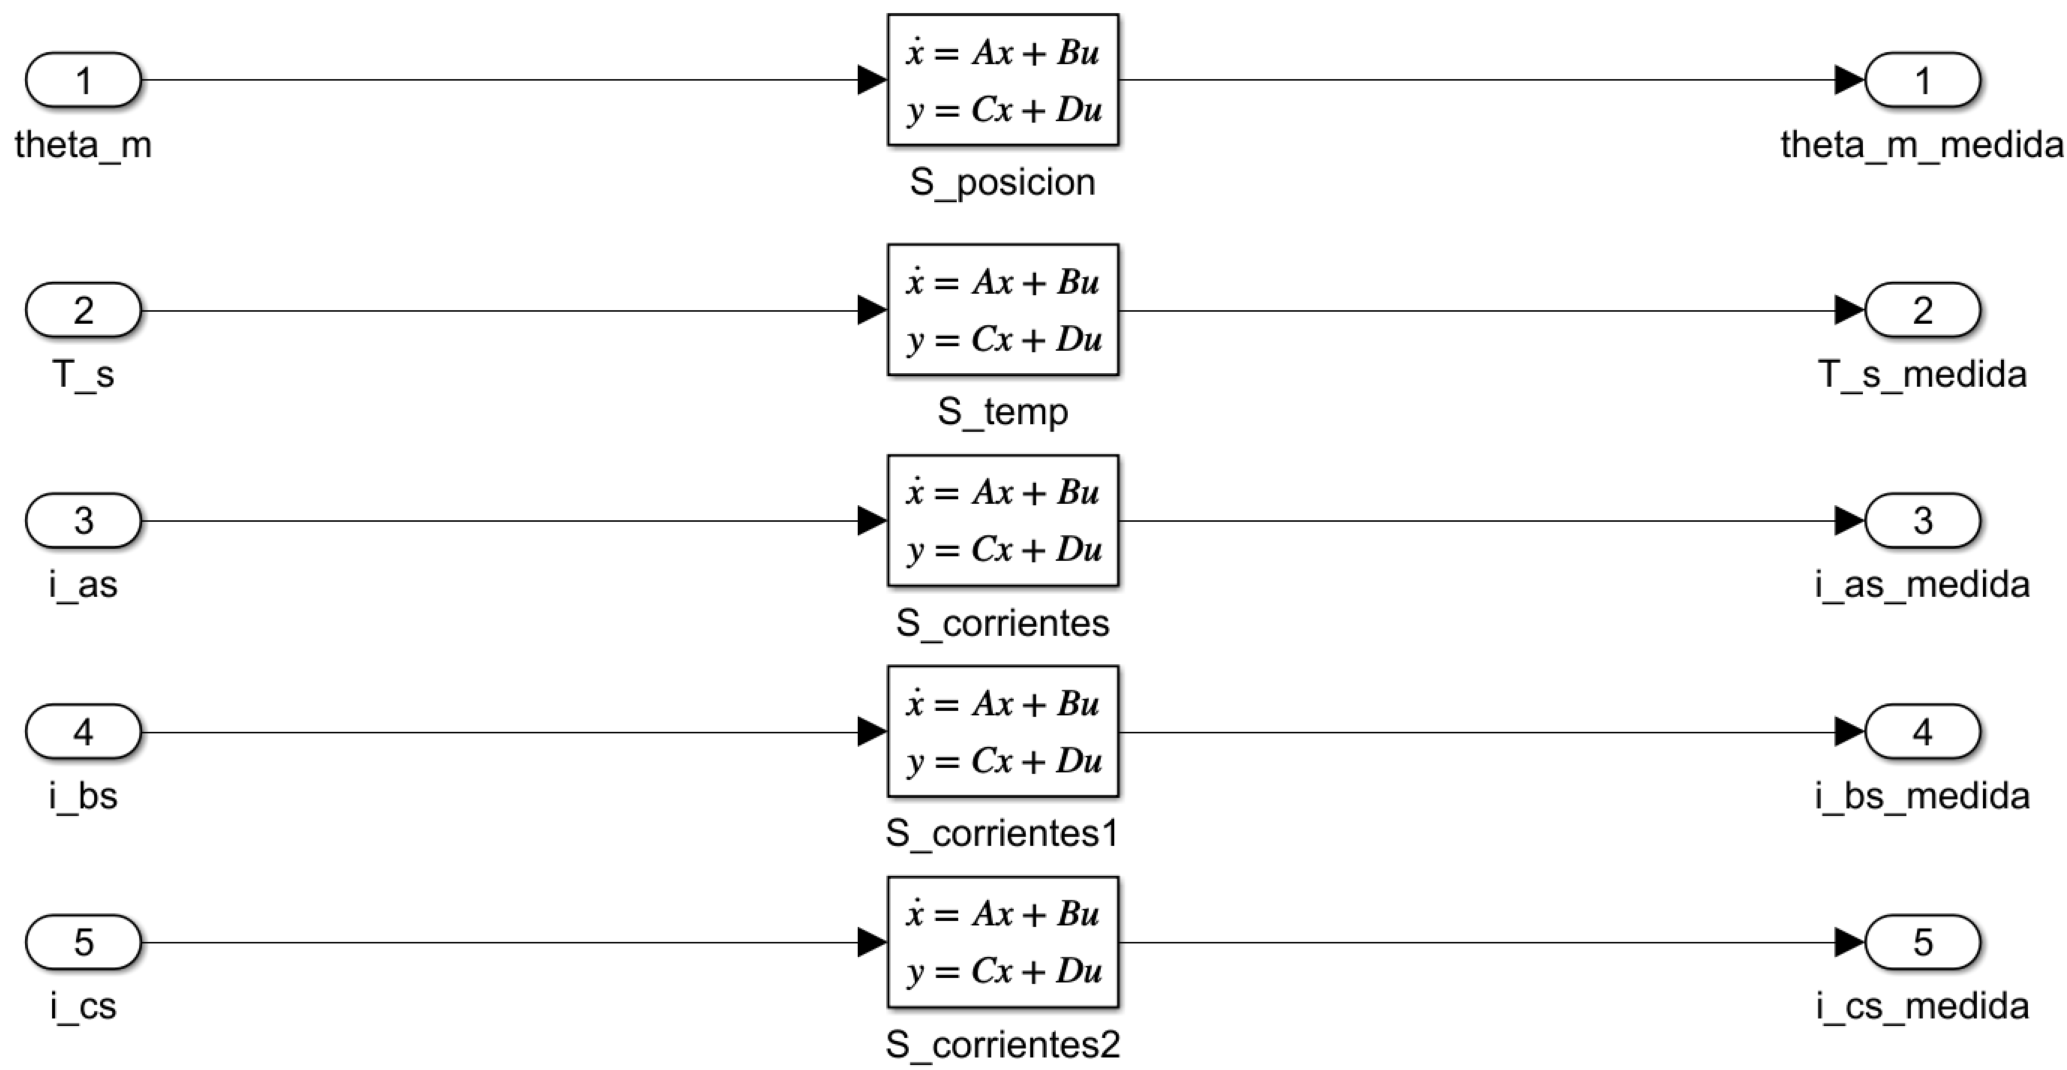 1
theta_m
ẋ = Ax + Bu
y = Cx + Du
S_posicion
1
theta_m_medida
2
T_s
ẋ = Ax + Bu
y = Cx + Du
S_temp
2
T_s_medida
3
i_as
ẋ = Ax + Bu
y = Cx + Du
S_corrientes
3
i_as_medida
4
i_bs
ẋ = Ax + Bu
y = Cx + Du
S_corrientes1
4
i_bs_medida
5
i_cs
ẋ = Ax + Bu
y = Cx + Du
S_corrientes2
5
i_cs_medida